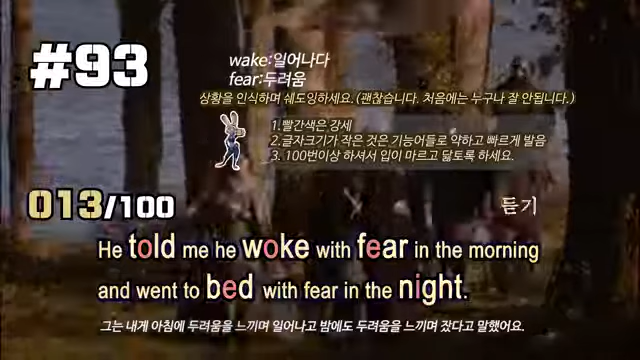 #93
wake:일어나다
fear:두려움
상황을 인식하며 쉐도잉하세요.(괜찮습니다. 처음에는 누구나 잘 안됩니다.)
1.빨간색은 강세
2.글자크기가 작은 것은 기능어들로 약하고 빠르게 발음
3. 100번이상 하셔서 입이 마르고 닳토록 하세요.
013/100
듣기
He told me he woke with fear in the morning
and went to bed with fear in the night.
그는 내게 아침에 두려움을 느끼며 일어나고 밤에도 두려움을 느끼며 잤다고 말했어요.